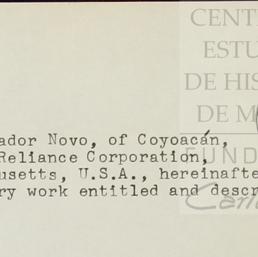 CENT
ESTU
DE HIS
DE M
FUND
Carl
ador Novo, of Coyoacán,
Reliance Corporation,
usetts, U.S.A., hereinafte
ry work entitled and descr